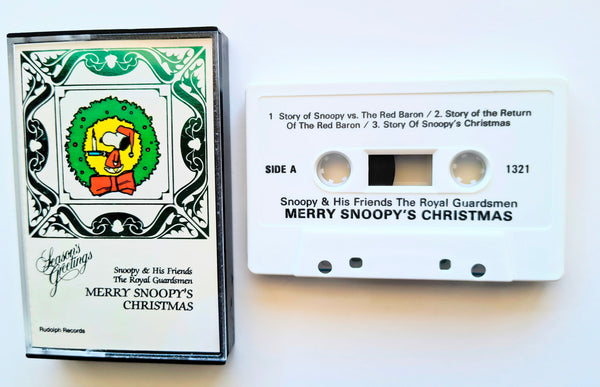 Season's
Greetings
Snoopy & His Friends
The Royal Guardsmen
MERRY SNOOPY'S
CHRISTMAS
Rudolph Records
1 Story of Snoopy vs. The Red Baron / 2. Story of the Return
Of The Red Baron / 3. Story Of Snoopy's Christmas
SIDE A
1321
Snoopy & His Friends The Royal Guardsmen
MERRY SNOOPY'S CHRISTMAS